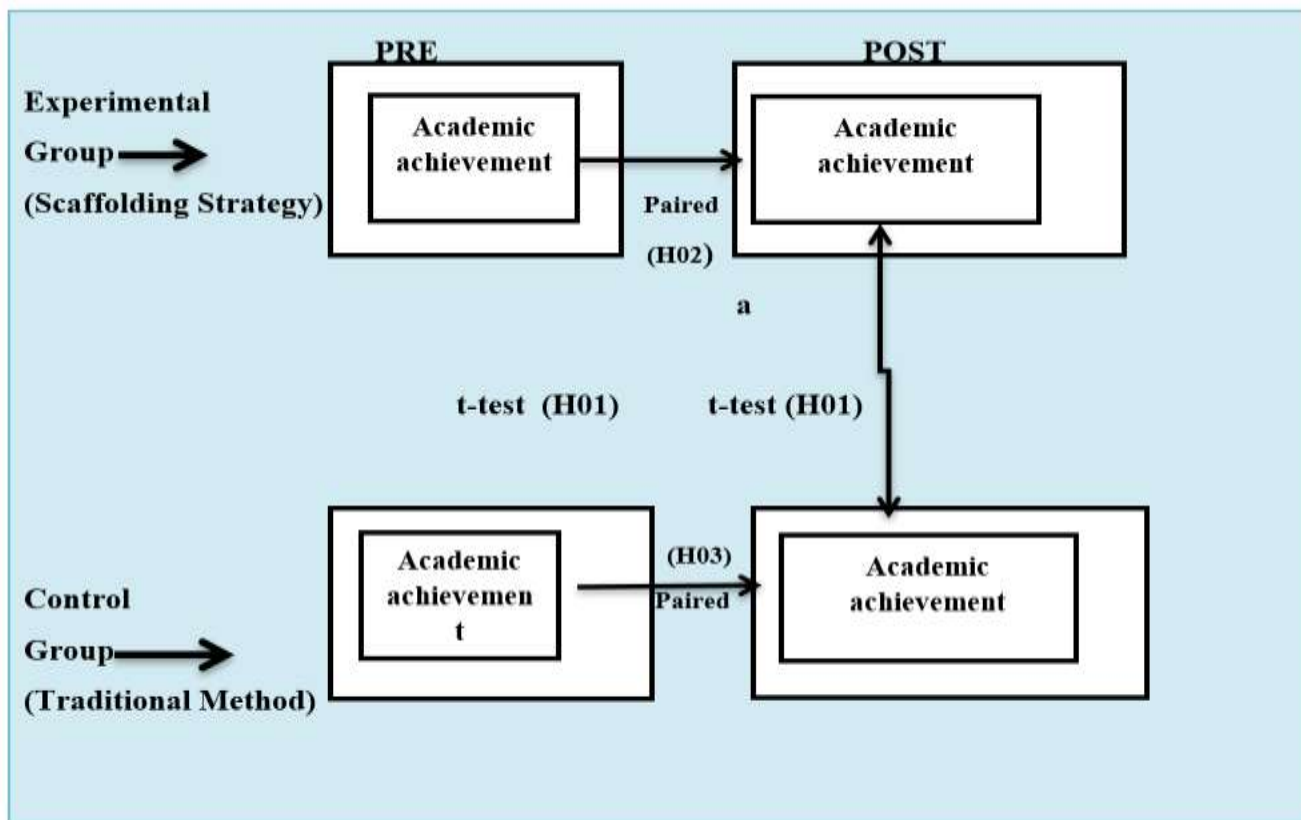 PRE
POST
Experimental
Group
(Scaffolding Strategy)
Academic
achievement
Paired
(H02)
a
Academic
achievement
t-test (H01)
t-test (H01)
Control
Group
(Traditional Method)
Academic
achievemen
t
(H03)
Paired
Academic
achievement